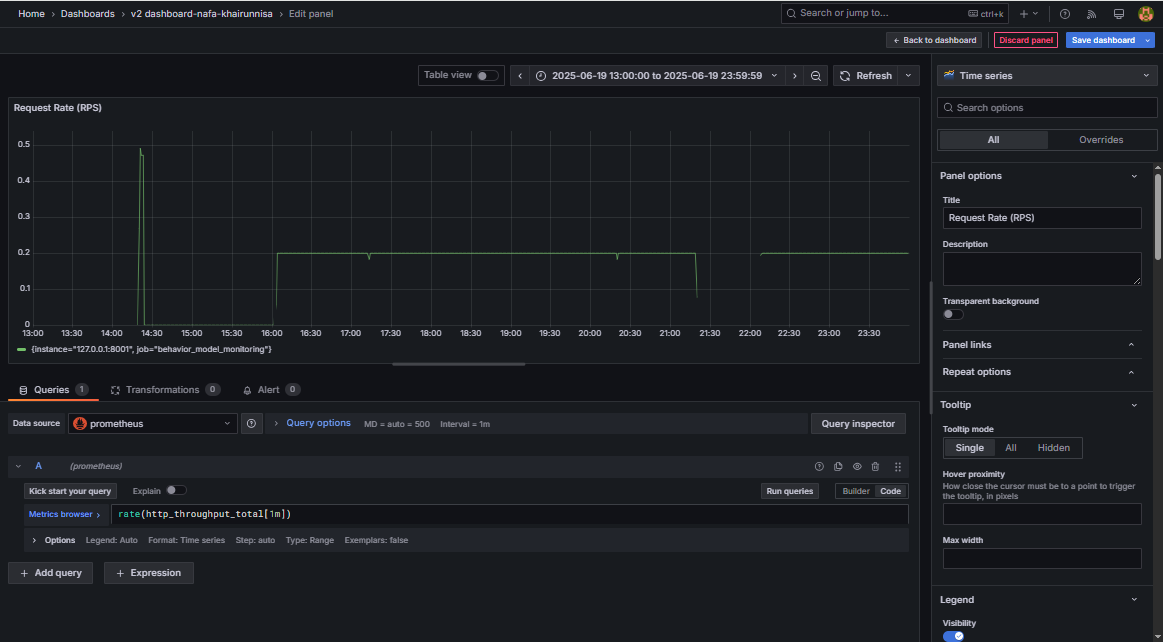 Home › Dashboards › v2 dashboard-nafa-khairunnisa › Edit panel
Search or jump to... ctrl+k
Back to dashboard Discard panel Save dashboard
Table view 2025-06-19 13:00:00 to 2025-06-19 23:59:59 Refresh
Request Rate (RPS)
0.5
0.4
0.3
0.2
0.1
0
13:00 13:30 14:00 14:30 15:00 15:30 16:00 16:30 17:00 17:30 18:00 18:30 19:00 19:30 20:00 20:30 21:00 21:30 22:00 22:30 23:00 23:30
{instance="127.0.0.1:8001", job="behavior_model_monitoring"}
Queries 1 Transformations 0 Alert 0
Data source prometheus Query options MD = auto = 500 Interval = 1m Query inspector
A (prometheus)
Kick start your query Explain Run queries Builder Code
Metrics browser › rate(http_throughput_total[1m])
Options Legend: Auto Format: Time series Step: auto Type: Range Exemplars: false
+ Add query + Expression
Time series
Search options
All Overrides
Panel options
Title
Request Rate (RPS)
Description
Transparent background
Panel links
Repeat options
Tooltip
Tooltip mode
Single All Hidden
Hover proximity
How close the cursor must be to a point to trigger
the tooltip, in pixels
Max width
Legend
Visibility